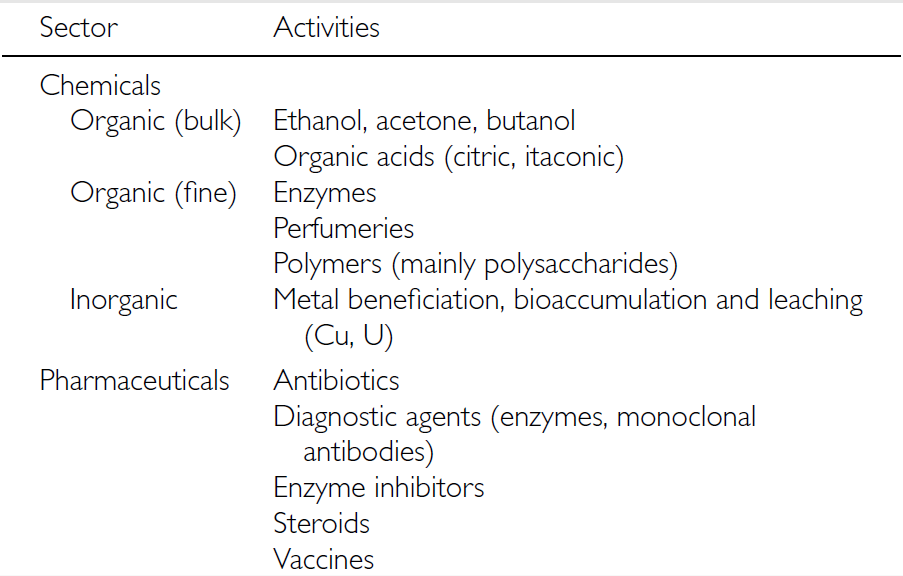 Sector Activities
Chemicals
Organic (bulk) Ethanol, acetone, butanol
Organic acids (citric, itaconic)
Organic (fine) Enzymes
Perfumeries
Polymers (mainly polysaccharides)
Inorganic Metal beneficiation, bioaccumulation and leaching
(Cu, U)
Pharmaceuticals Antibiotics
Diagnostic agents (enzymes, monoclonal
antibodies)
Enzyme inhibitors
Steroids
Vaccines